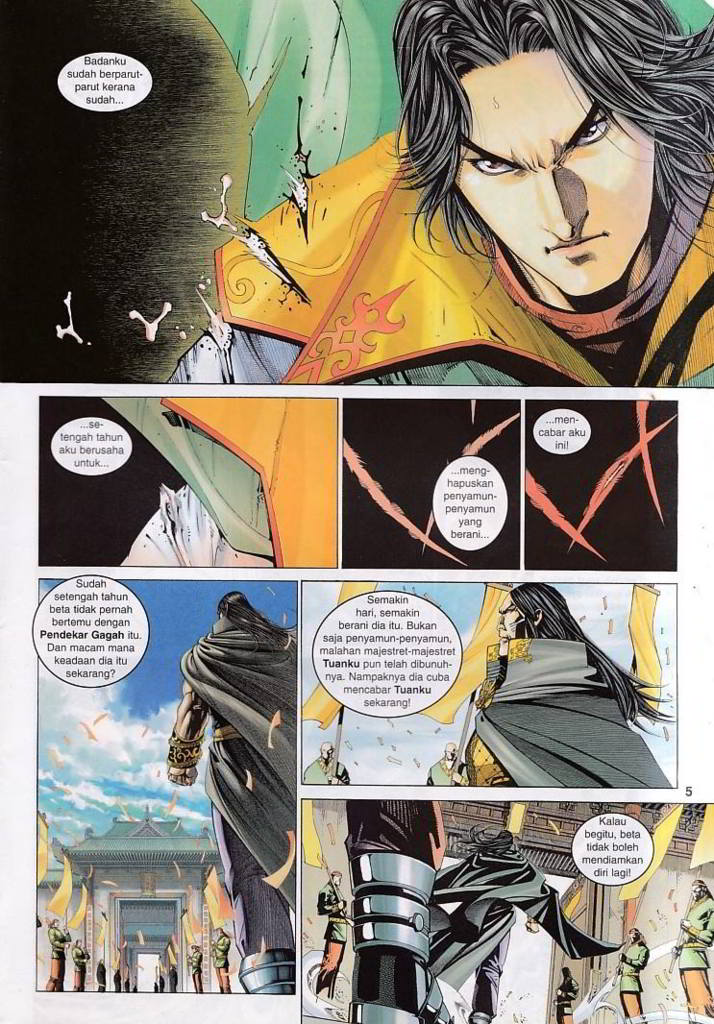 Badanku
sudah berparut-
parut kerana
sudah...
...se-
tengah tahun
aku berusaha
untuk...
...meng-
hapuskan
penyamun-
penyamun
yang
berani...
...men-
cabar aku
ini!
Sudah
setengah tahun
beta tidak pernah
bertemu dengan
Pendekar Gagah itu.
Dan macam mana
keadaan dia itu
sekarang?
Semakin
hari, semakin
berani dia itu. Bukan
saja penyamun-penyamun,
malahan majestret-majestret
Tuanku pun telah dibunuh-
nya. Nampaknya dia cuba
mencabar Tuanku
sekarang!
5
Kalau
begitu, beta
tidak boleh
mendiamkan
diri lagi!